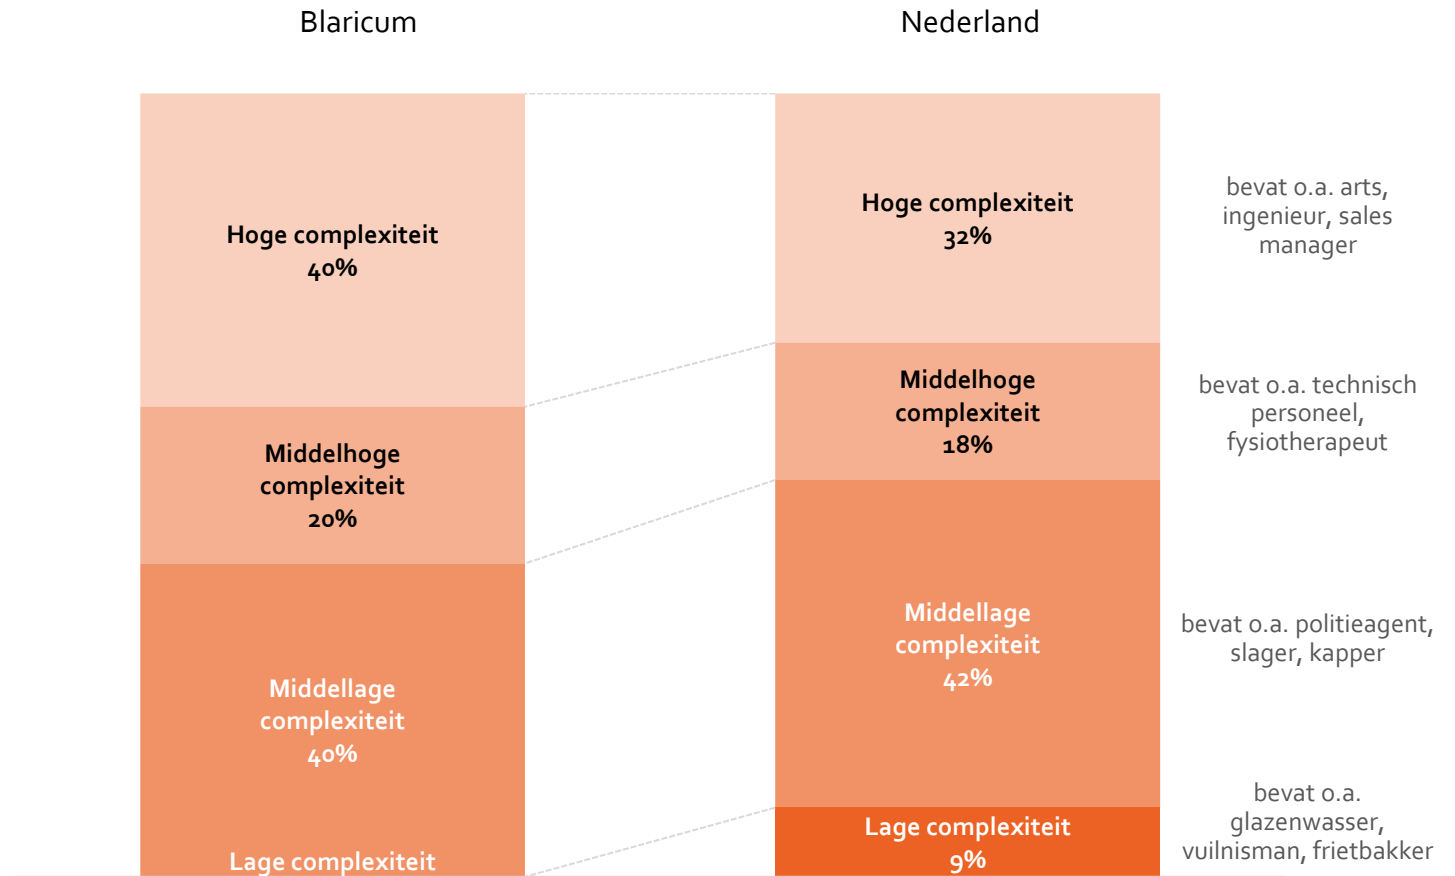 Blaricum
Nederland
Hoge complexiteit
40%
Middelhoge
complexiteit
20%
Middellage
complexiteit
40%
Lage complexiteit
Hoge complexiteit
32%
Middelhoge
complexiteit
18%
Middellage
complexiteit
42%
Lage complexiteit
9%
bevat o.a. arts,
ingenieur, sales
manager
bevat o.a. technisch
personeel,
fysiotherapeut
bevat o.a. politieagent,
slager, kapper
bevat o.a.
glazenwasser,
vuilnisman, frietbakker